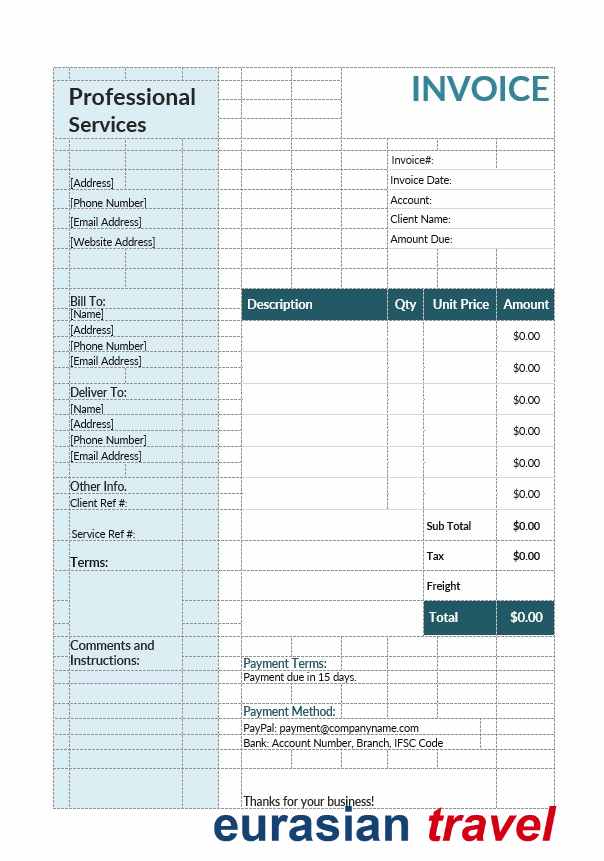 Professional
Services
INVOICE
[Address]
[Phone Number]
[Email Address]
[Website Address]
Invoice#:
Invoice Date:
Account:
Client Name:
Amount Due:
Bill To:
[Name]
[Address]
[Phone Number]
[Email Address]
Deliver To:
[Name]
[Address]
[Phone Number]
[Email Address]
Other Info.
Client Ref #:
Service Ref #:
Terms:
Comments and
Instructions:
Description Qty Unit Price Amount
$0.00
$0.00
$0.00
$0.00
$0.00
$0.00
Sub Total $0.00
Tax $0.00
Freight
Total $0.00
Payment Terms:
Payment due in 15 days.
Payment Method:
PayPal: payment@companyname.com
Bank: Account Number, Branch, IFSC Code
Thanks for your business!
eurasian travel